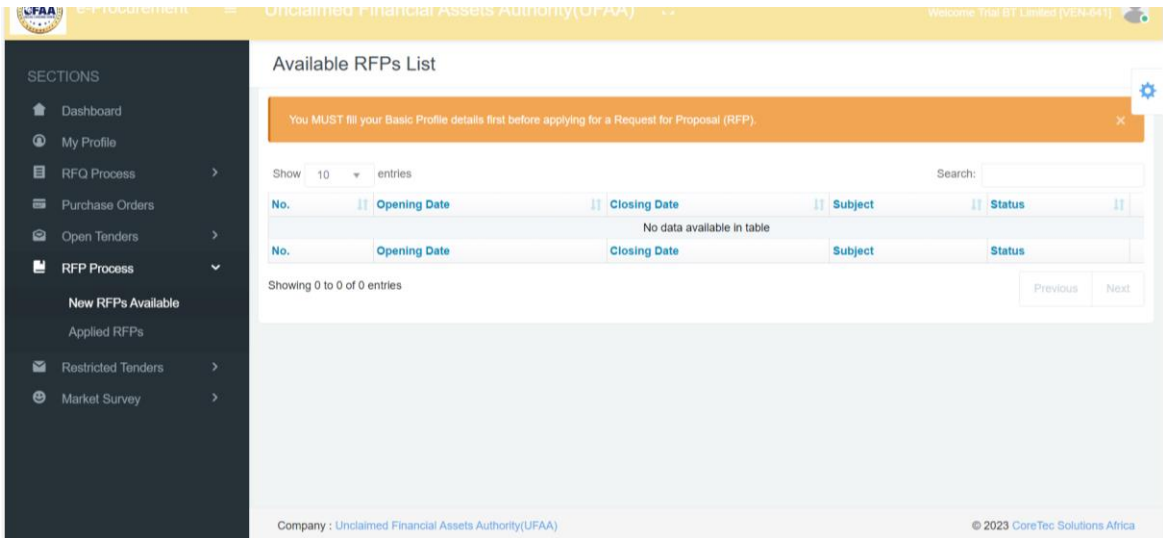 UFAA
e-Procurement
Unclaimed Financial Assets Authority(UFAA)
Welcome Trial BT Limited [VEN-641]
SECTIONS
Dashboard
My Profile
RFQ Process
Purchase Orders
Open Tenders
RFP Process
New RFPs Available
Applied RFPs
Restricted Tenders
Market Survey
Available RFPs List
You MUST fill your Basic Profile details first before applying for a Request for Proposal (RFP). ×
Show 10 entries Search:
No. Opening Date Closing Date Subject Status
No data available in table
No. Opening Date Closing Date Subject Status
Showing 0 to 0 of 0 entries Previous Next
Company : Unclaimed Financial Assets Authority(UFAA) © 2023 CoreTec Solutions Africa